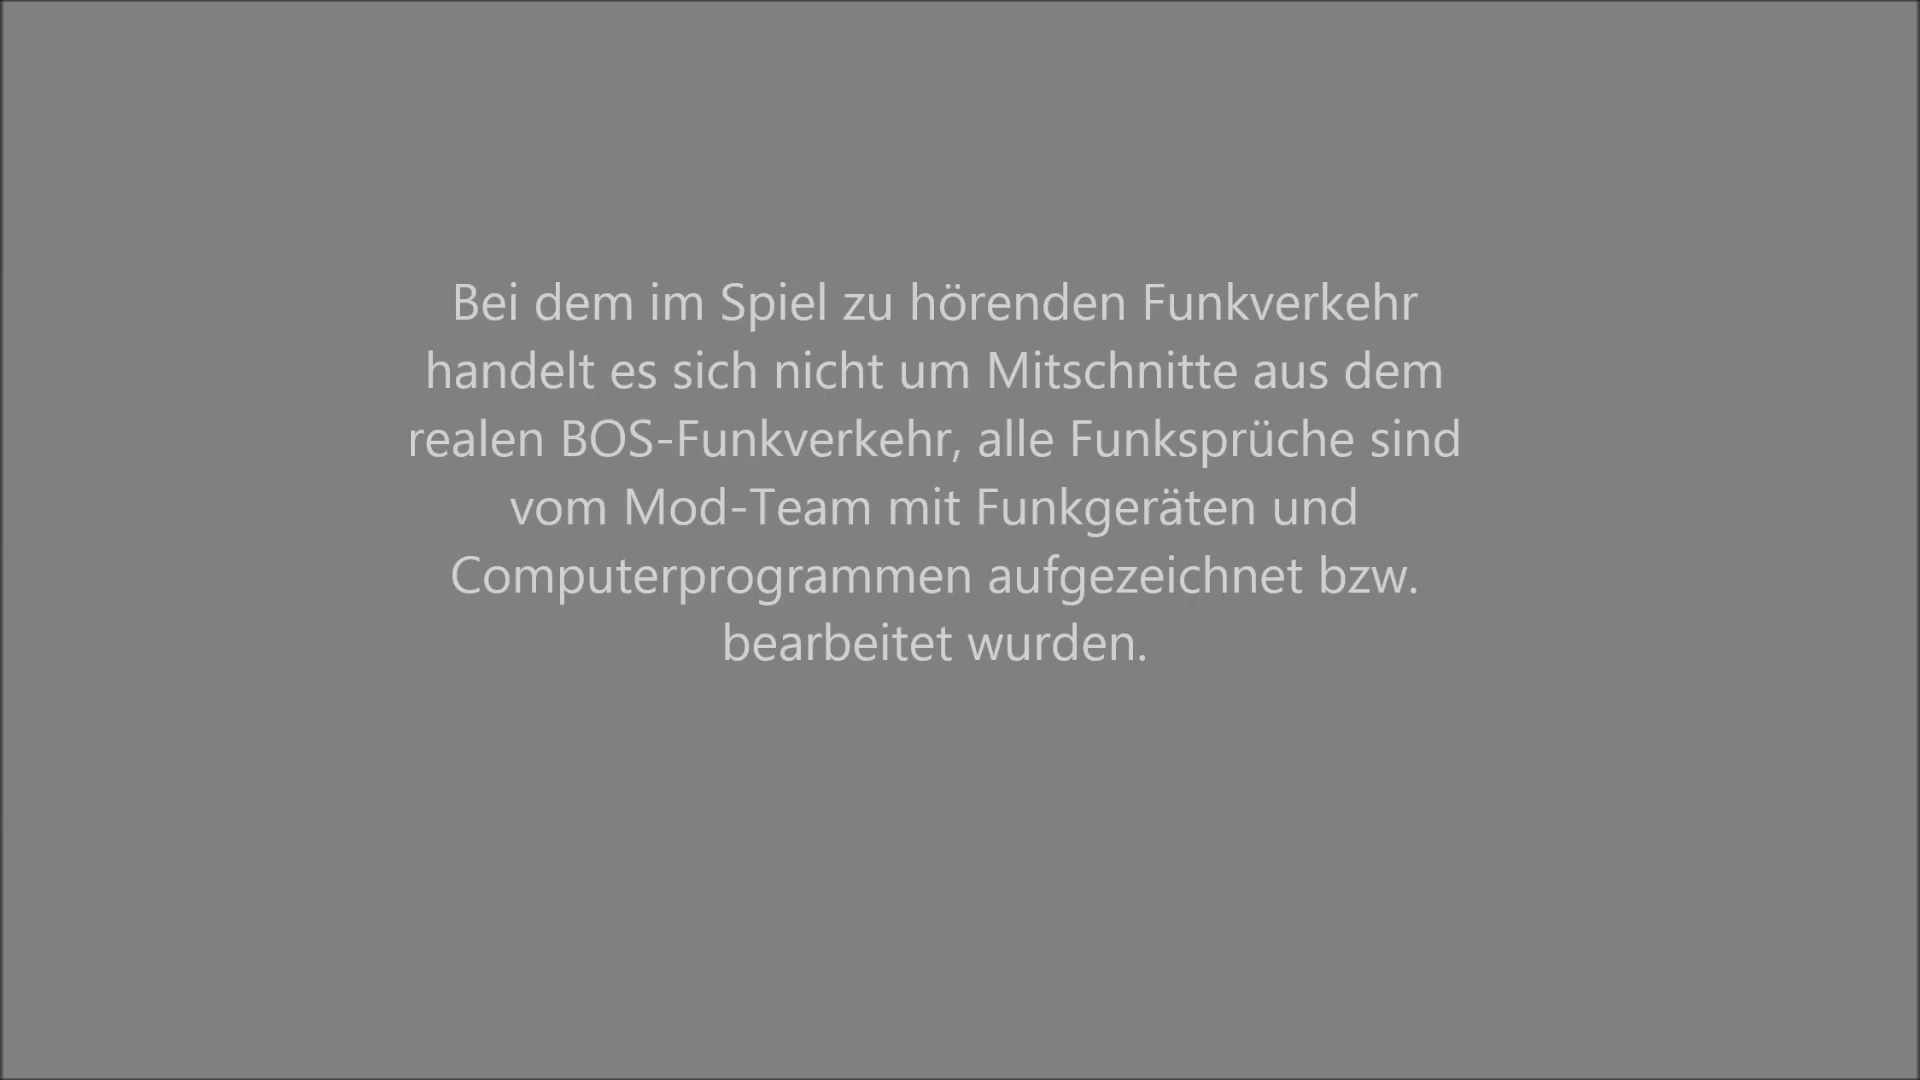 Bei dem im Spiel zu hörenden Funkverkehr
handelt es sich nicht um Mitschnitte aus dem
realen BOS-Funkverkehr, alle Funksprüche sind
vom Mod-Team mit Funkgeräten und
Computerprogrammen aufgezeichnet bzw.
bearbeitet wurden.